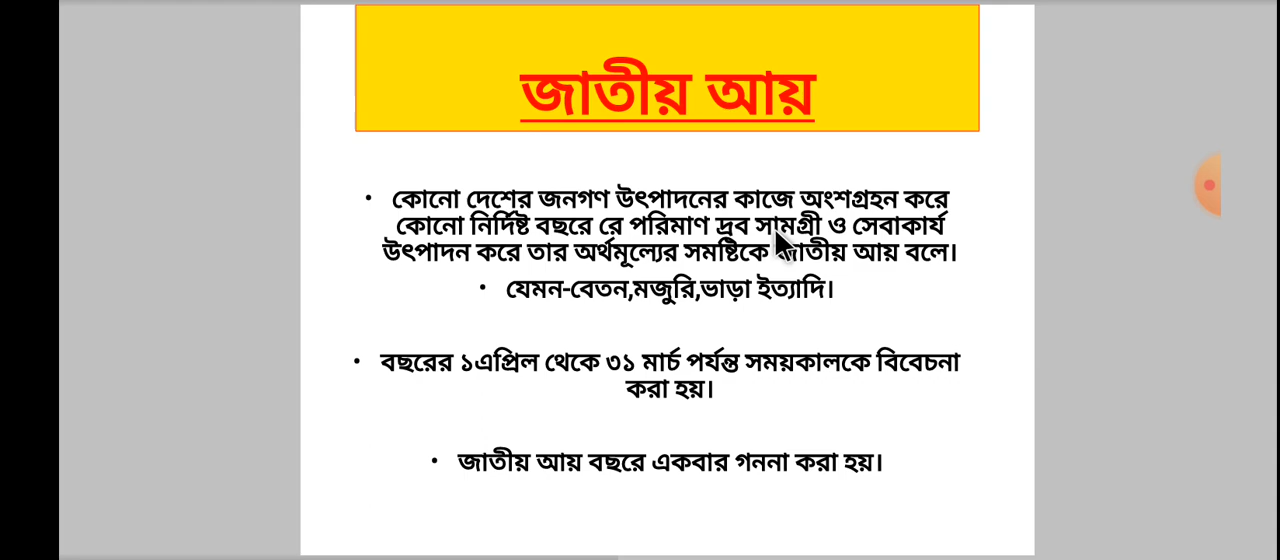 জাতীয় আয়
• কোনো দেশের জনগণ উৎপাদনের কাজে অংশগ্রহন করে
কোনো নির্দিষ্ট বছরে রে পরিমাণ দ্রব সামগ্রী ও সেবাকার্য
উৎপাদন করে তার অর্থমূল্যের সমষ্টিকে জাতীয় আয় বলে।
• যেমন-বেতন,মজুরি,ভাড়া ইত্যাদি।
• বছরের ১এপ্রিল থেকে ৩১ মার্চ পর্যন্ত সময়কালকে বিবেচনা
করা হয়।
• জাতীয় আয় বছরে একবার গননা করা হয়।